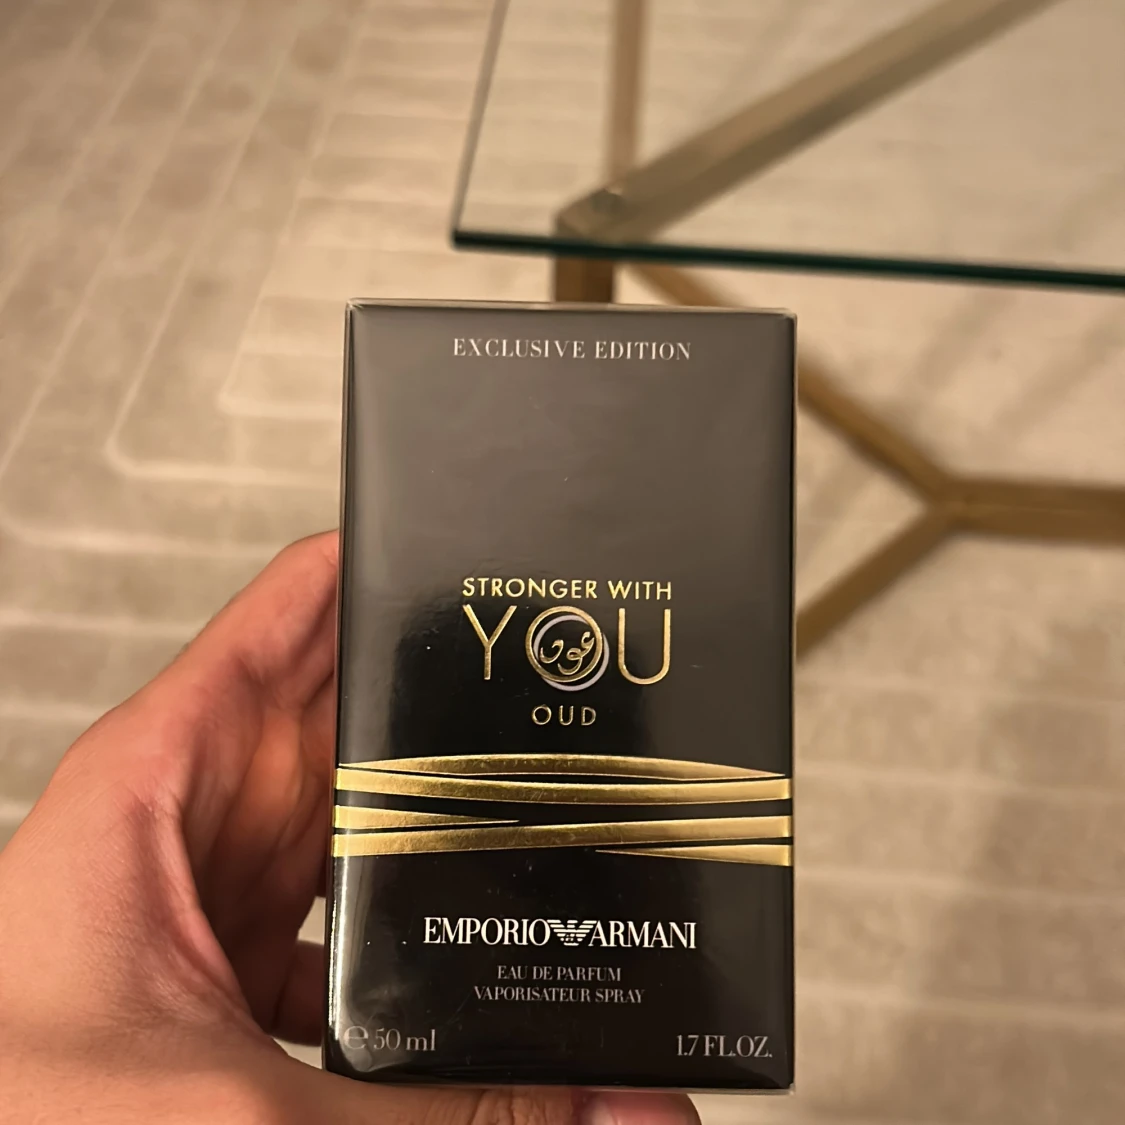 EXCLUSIVE EDITION
STRONGER WITH
YOU
عود
OUD
EMPORIO ARMANI
EAU DE PARFUM
VAPORISATEUR SPRAY
℮ 50 ml 1.7 FL.OZ.